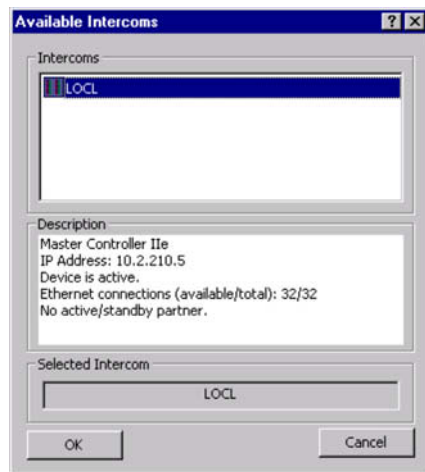 Available Intercoms
Intercoms
LOCL
Description
Master Controller IIe
IP Address: 10.2.210.5
Device is active.
Ethernet connections (available/total): 32/32
No active/standby partner.
Selected Intercom
LOCL
OK
Cancel